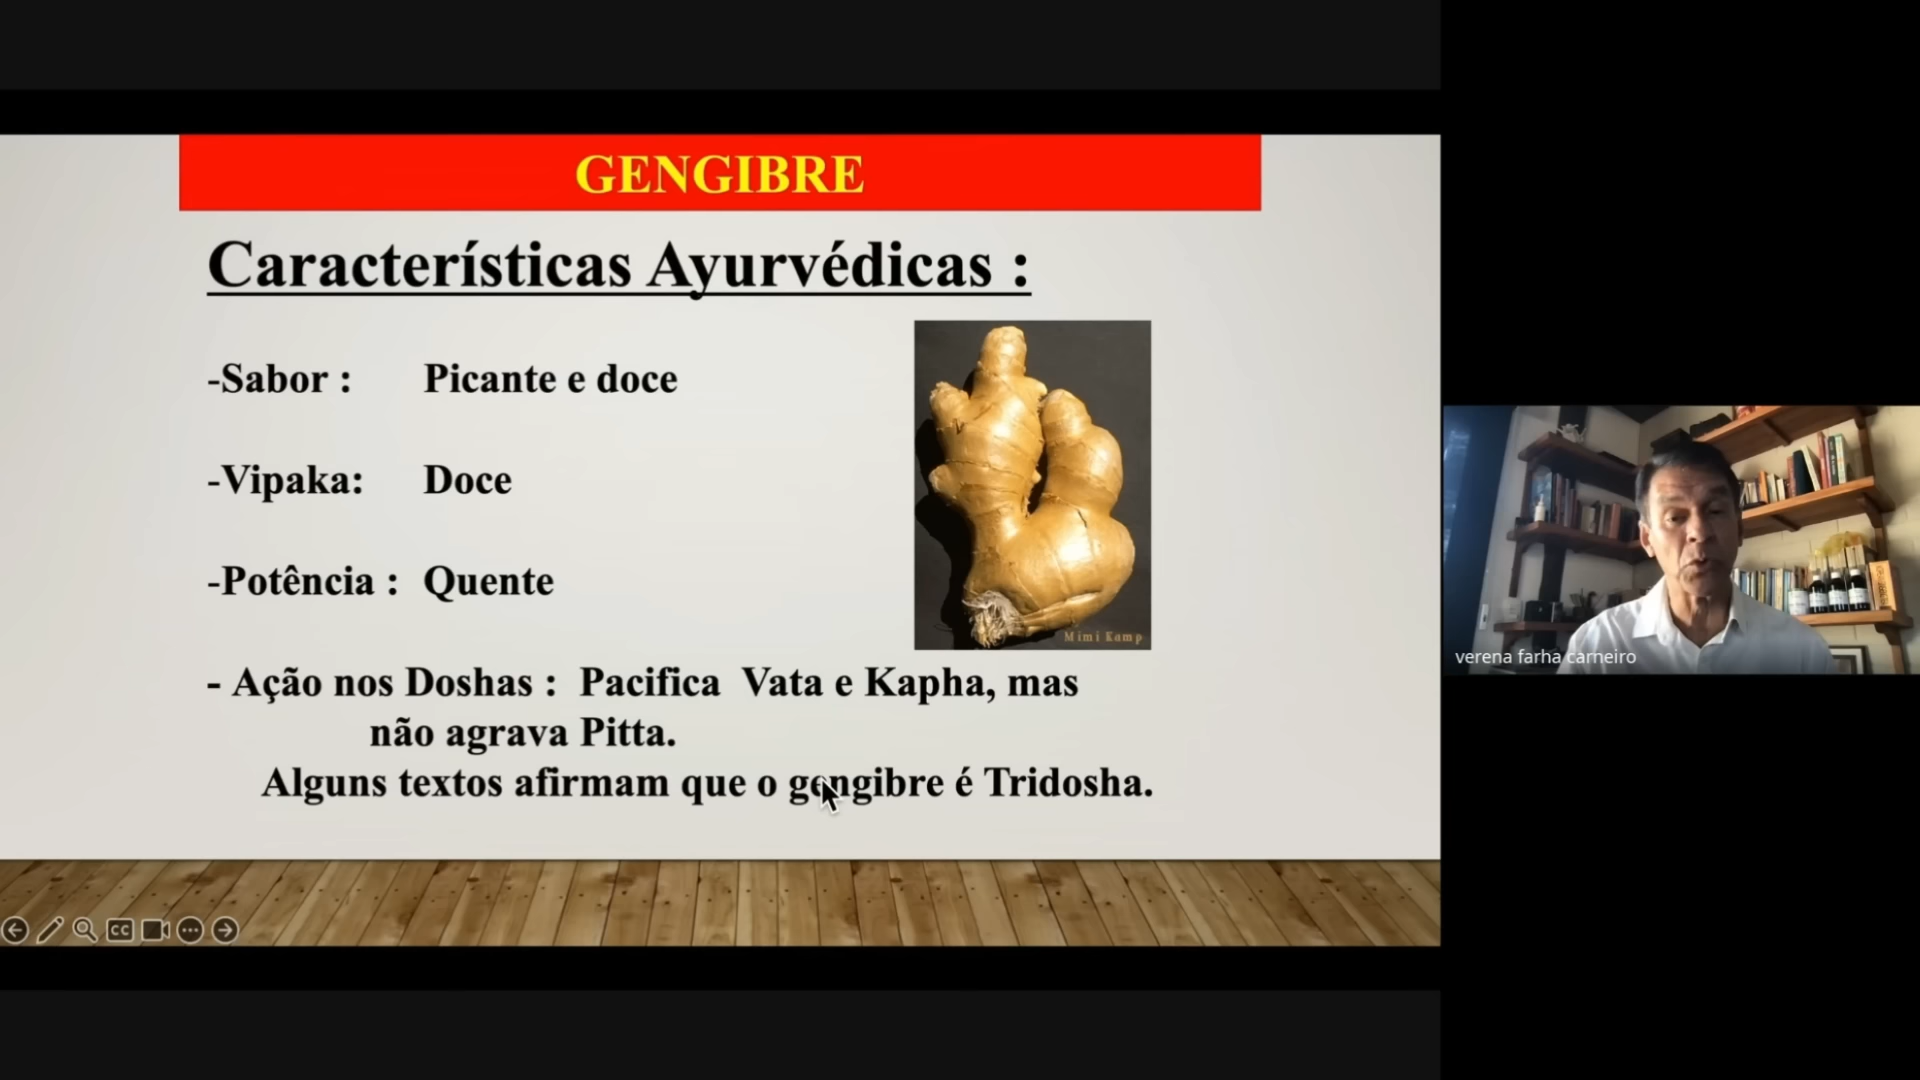 GENGIBRE
Características Ayurvédicas :
-Sabor : Picante e doce
-Vipaka: Doce
-Potência : Quente
Mimi Kamp
- Ação nos Doshas : Pacifica Vata e Kapha, mas
não agrava Pitta.
Alguns textos afirmam que o gengibre é Tridosha.
CC
verena farha carneiro